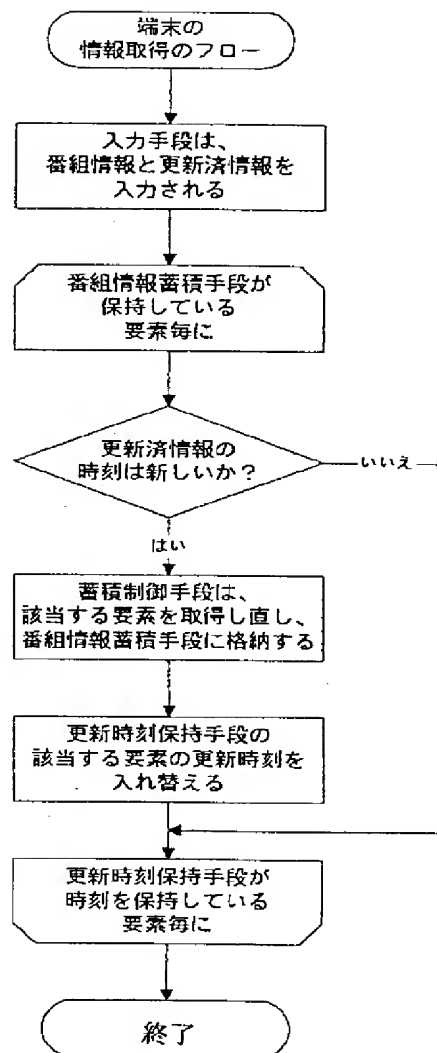 端末の
情報取得のフロー
入力手段は、
番組情報と更新済情報を
入力される
番組情報蓄積手段が
保持している
要素毎に
更新済情報の
時刻は新しいか？
いいえ
はい
蓄積制御手段は、
該当する要素を取得し直し、
番組情報蓄積手段に格納する
更新時刻保持手段の
該当する要素の更新時刻を
入れ替える
更新時刻保持手段が
時刻を保持している
要素毎に
終了